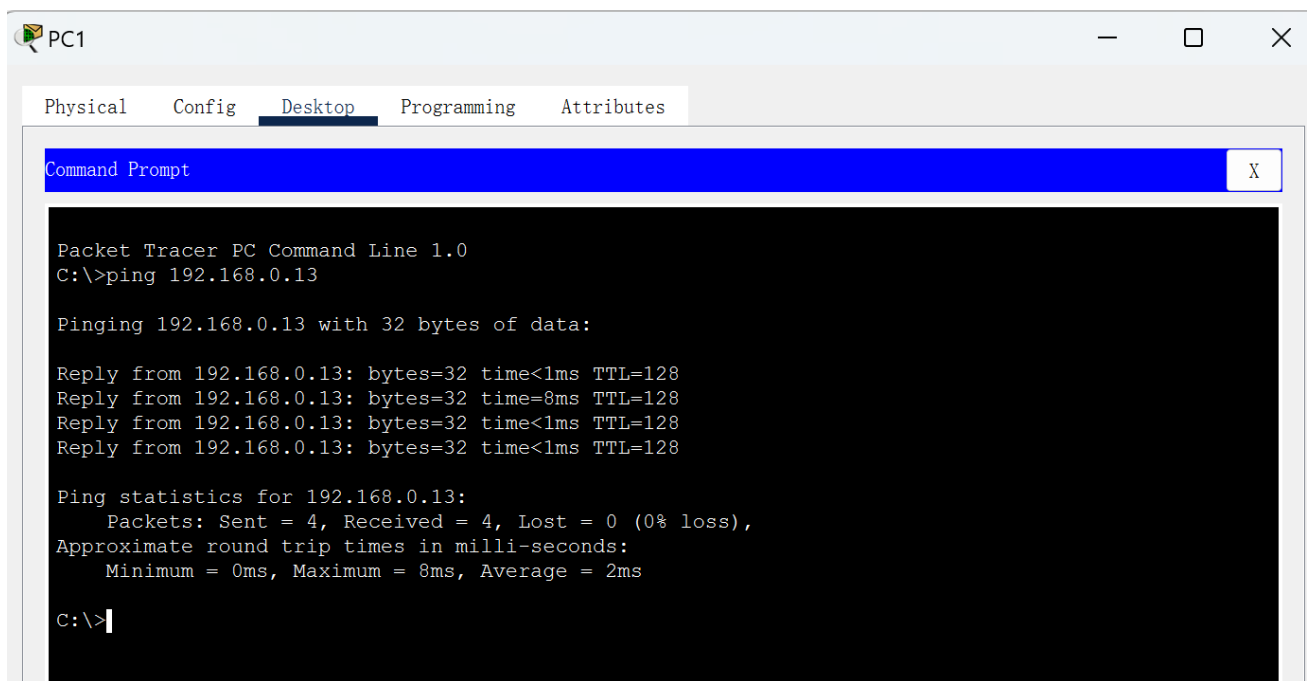 PC1
Physical Config Desktop Programming Attributes
Command Prompt X
Packet Tracer PC Command Line 1.0
C:\>ping 192.168.0.13
Pinging 192.168.0.13 with 32 bytes of data:
Reply from 192.168.0.13: bytes=32 time<1ms TTL=128
Reply from 192.168.0.13: bytes=32 time=8ms TTL=128
Reply from 192.168.0.13: bytes=32 time<1ms TTL=128
Reply from 192.168.0.13: bytes=32 time<1ms TTL=128
Ping statistics for 192.168.0.13:
    Packets: Sent = 4, Received = 4, Lost = 0 (0% loss),
Approximate round trip times in milli-seconds:
    Minimum = 0ms, Maximum = 8ms, Average = 2ms
C:\>